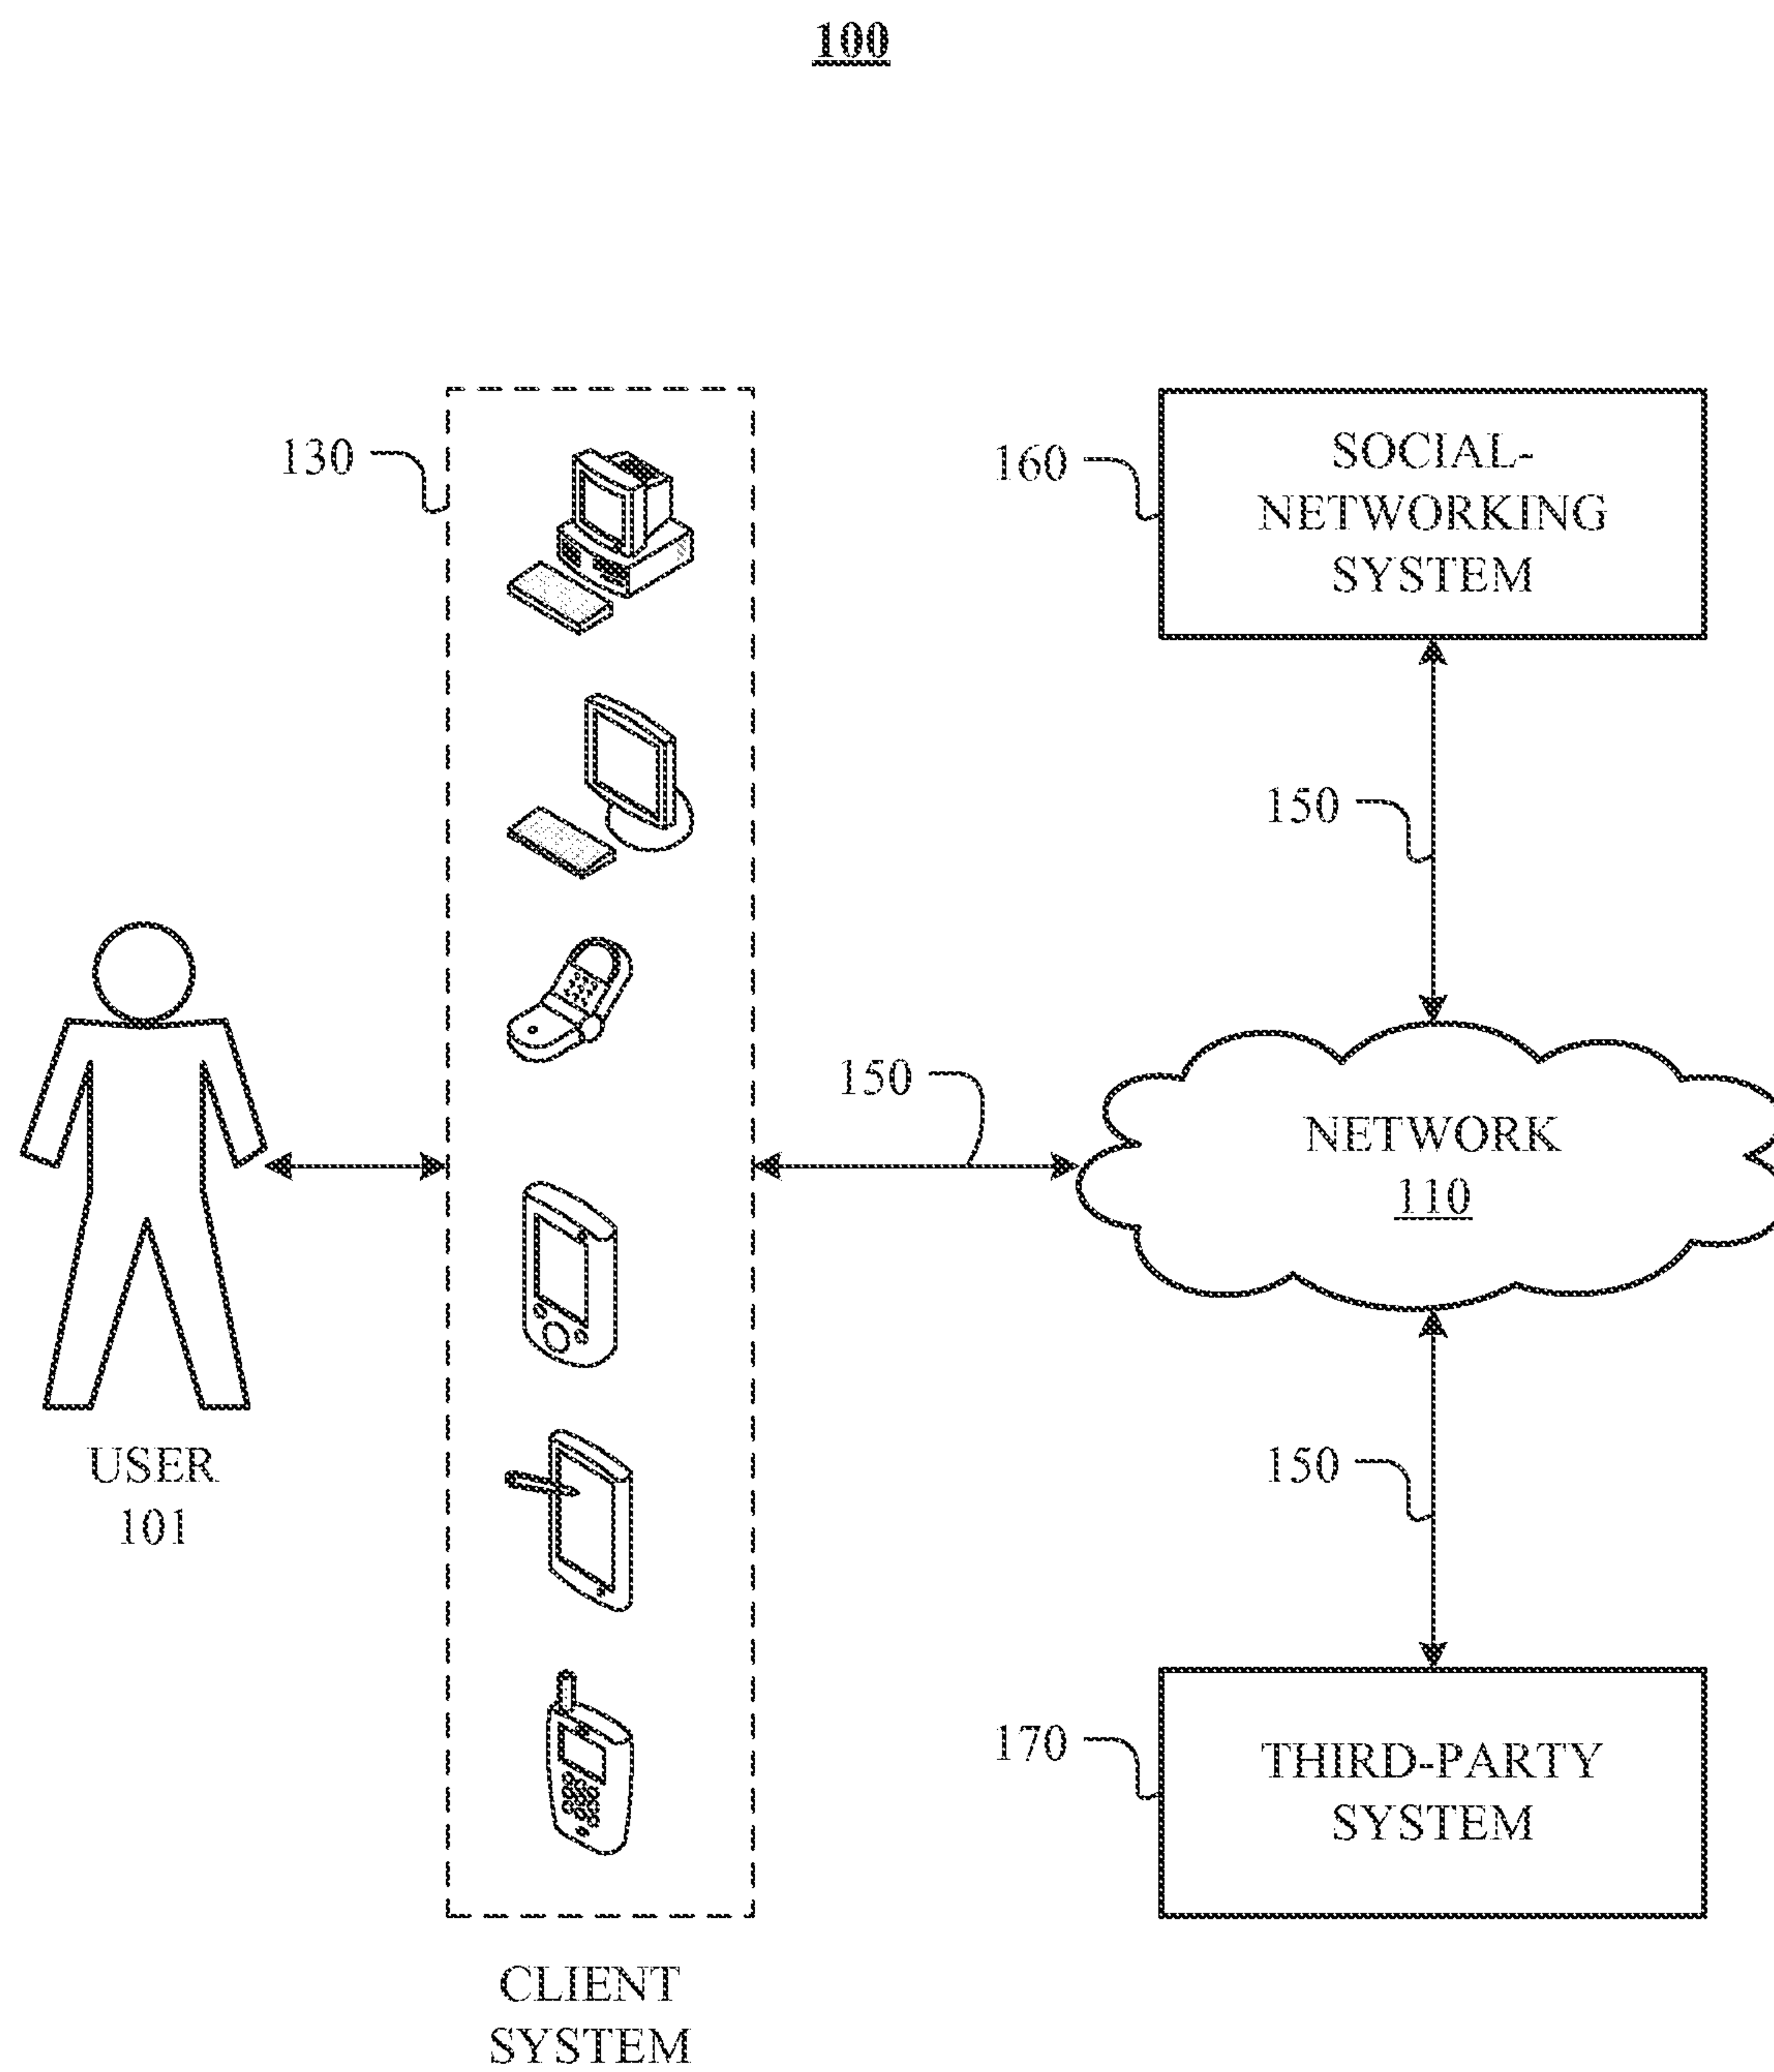 100
130
160
SOCIAL-
NETWORKING
SYSTEM
150
150
NETWORK
110
USER
101
150
170
THIRD-PARTY
SYSTEM
CLIENT
SYSTEM